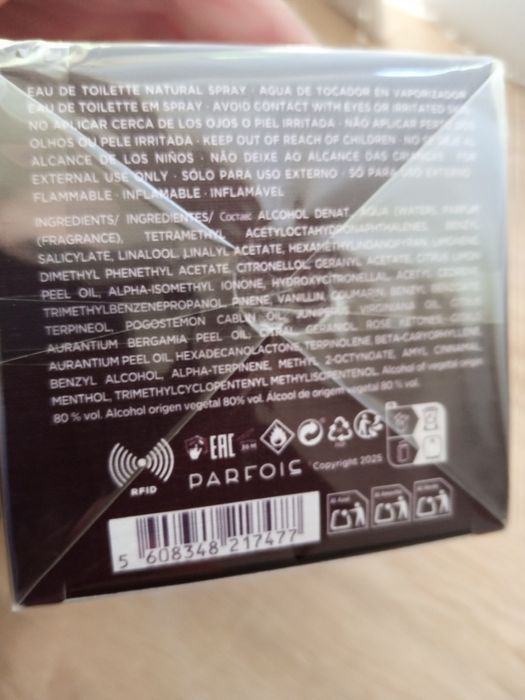 EAU DE TOILETTE NATURAL SPRAY · AGUA DE TOCADOR EN VAPORIZADOR
EAU DE TOILETTE EM SPRAY · AVOID CONTACT WITH EYES OR IRRITATED
NO APLICAR CERCA DE LOS OJOS O PIEL IRRITADA · NÃO APLICAR PERTO DOS
OLHOS OU PELE IRRITADA · KEEP OUT OF REACH OF CHILDREN · NO SE DEJE AL
ALCANCE DE LOS NIÑOS · NÃO DEIXE AO ALCANCE DAS CRIANÇAS · FOR
EXTERNAL USE ONLY · SÓLO PARA USO EXTERNO · SÓ PARA USO EXTERNO
FLAMMABLE · INFLAMABLE · INFLAMÁVEL
INGREDIENTS/ INGREDIENTES/ Состав: ALCOHOL DENAT., AQUA (WATER), PARFUM
(FRAGRANCE), TETRAMETHYL ACETYLOCTAHYDRONAPHTHALENES, BENZYL
SALICYLATE, LINALOOL, LINALYL ACETATE, HEXAMETHYLINDANOPYRAN,
DIMETHYL PHENETHYL ACETATE, CITRONELLOL, GERANYL ACETATE, CITRUS LIMON
PEEL OIL, ALPHA-ISOMETHYL IONONE, HYDROXYCITRONELLAL, ACETYL CEDRENE,
TRIMETHYLBENZENEPROPANOL, PINENE, VANILLIN, COUMARIN, BENZYL BENZOATE,
TERPINEOL, POGOSTEMON CABLIN OIL, JUNIPERUS VIRGINIANA OIL,
AURANTIUM BERGAMIA PEEL OIL, CITRAL, GERANIOL, ROSE KETONES, CITRUS
AURANTIUM PEEL OIL, HEXADECANOLACTONE, TERPINOLENE, BETA-CARYOPHYLLENE,
BENZYL ALCOHOL, ALPHA-TERPINENE, METHYL 2-OCTYNOATE, AMYL CINNAMAL,
MENTHOL, TRIMETHYLCYCLOPENTENYL METHYLISOPENTENOL. Alcohol of vegetal origin
80 % vol. Alcohol origen vegetal 80% vol. Álcool de origem vegetal 80 % vol.
RFID
EAC
36 M
PARFOIS
Copyright 2025
5 608348 217477